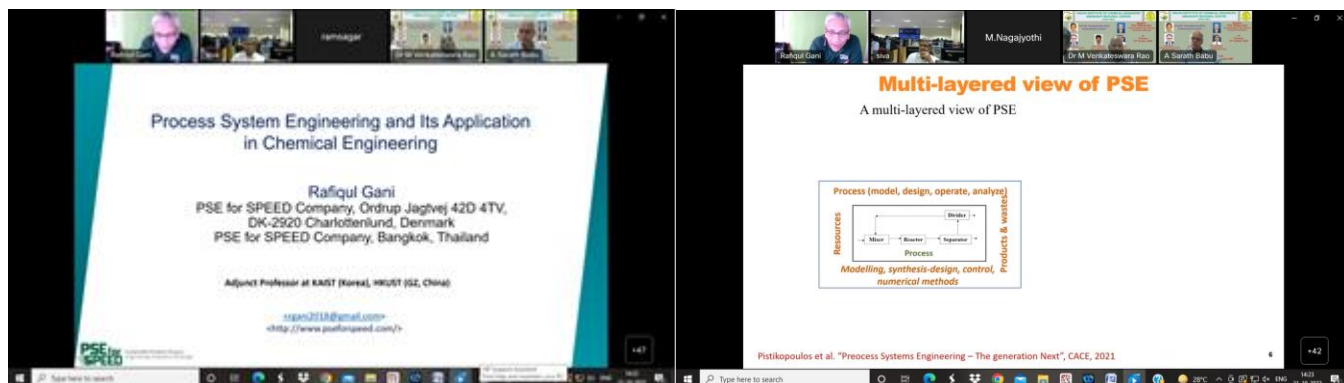 Rafiqul Gani
siva
ramsagar
Dr M Venkateswara Rao
A Sarath Babu
Process System Engineering and Its Application
in Chemical Engineering
Rafiqul Gani
PSE for SPEED Company, Ordrup Jagtvej 42D 4TV,
DK-2920 Charlottenlund, Denmark
PSE for SPEED Company, Bangkok, Thailand
Adjunct Professor at KAIST (Korea), HKUST (GZ, China)
<rgani2018@gmail.com>
<http://www.pseforspeed.com/>
PSE for
SPEED
+47
Type here to search
Rafiqul Gani
siva
M.Nagajyothi
Dr M Venkateswara Rao
A Sarath Babu
Multi-layered view of PSE
A multi-layered view of PSE
Process (model, design, operate, analyze)
Resources
Divider
Mixer
Reactor
Separator
Process
Products & wastes
Modelling, synthesis-design, control,
numerical methods
Pistikopoulos et al. "Preocess Systems Engineering – The generation Next", CACE, 2021
6
+42
Type here to search
28°C
ENG
14:23